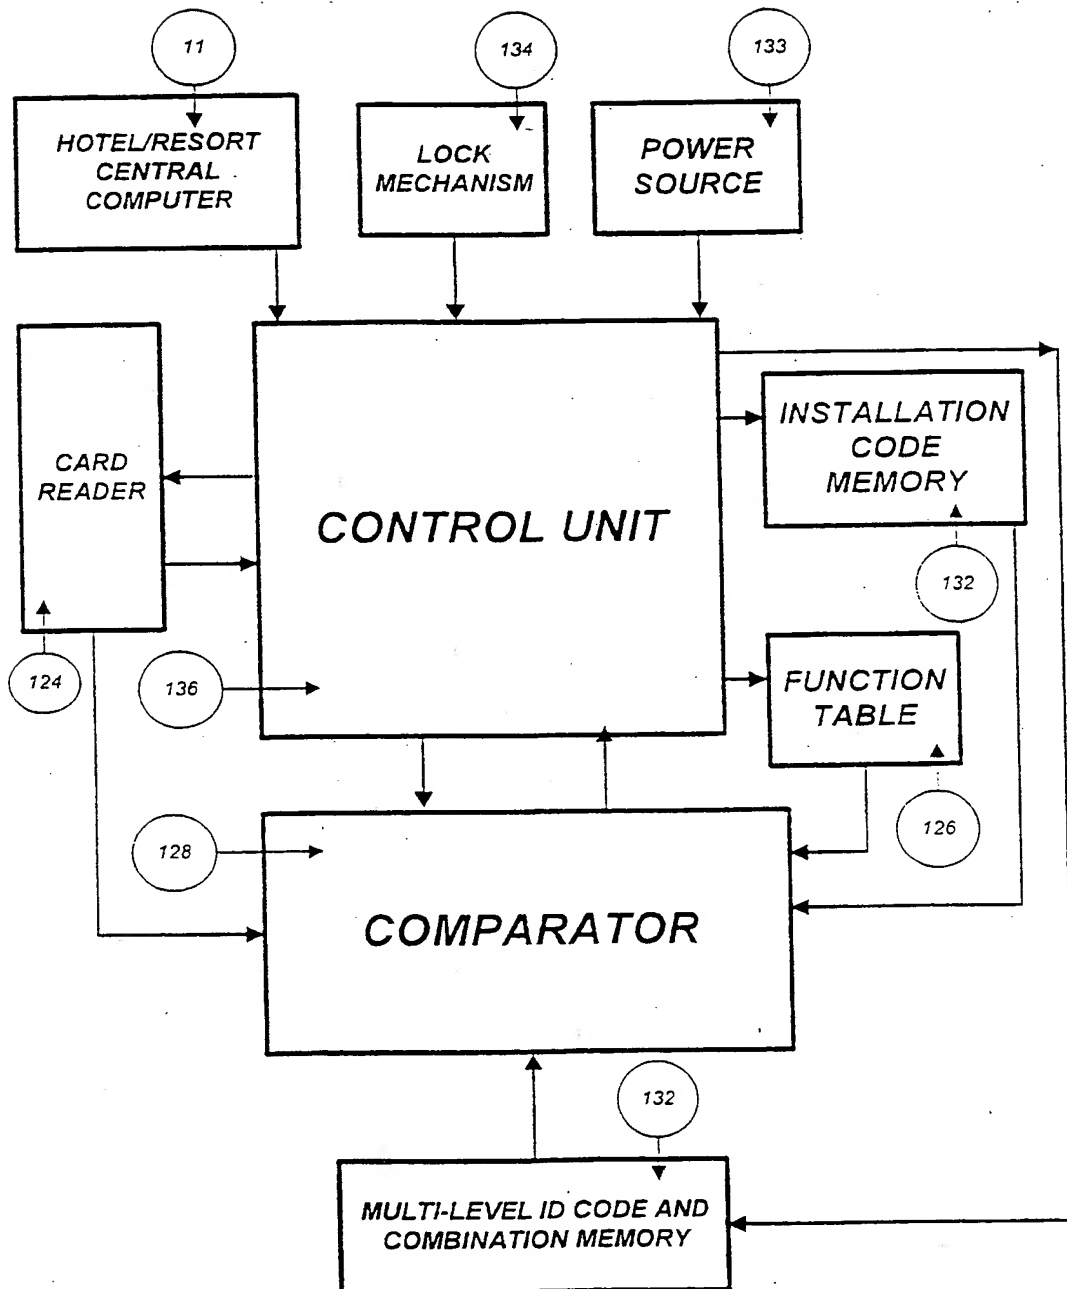 11
134
133
HOTEL/RESORT
CENTRAL
COMPUTER
LOCK
MECHANISM
POWER
SOURCE
CARD
READER
CONTROL UNIT
INSTALLATION
CODE
MEMORY
132
124
136
FUNCTION
TABLE
126
128
COMPARATOR
132
MULTI-LEVEL ID CODE AND
COMBINATION MEMORY